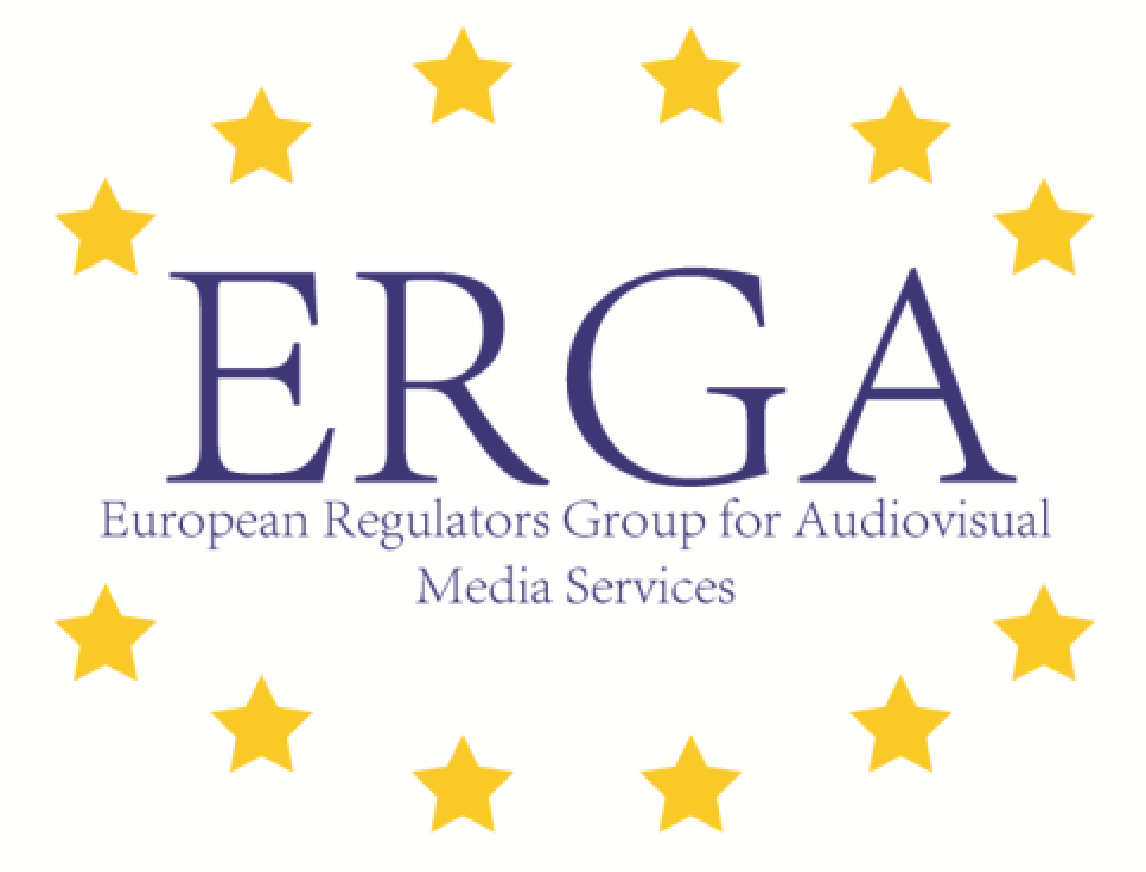 ERGA
European Regulators Group for Audiovisual
Media Services